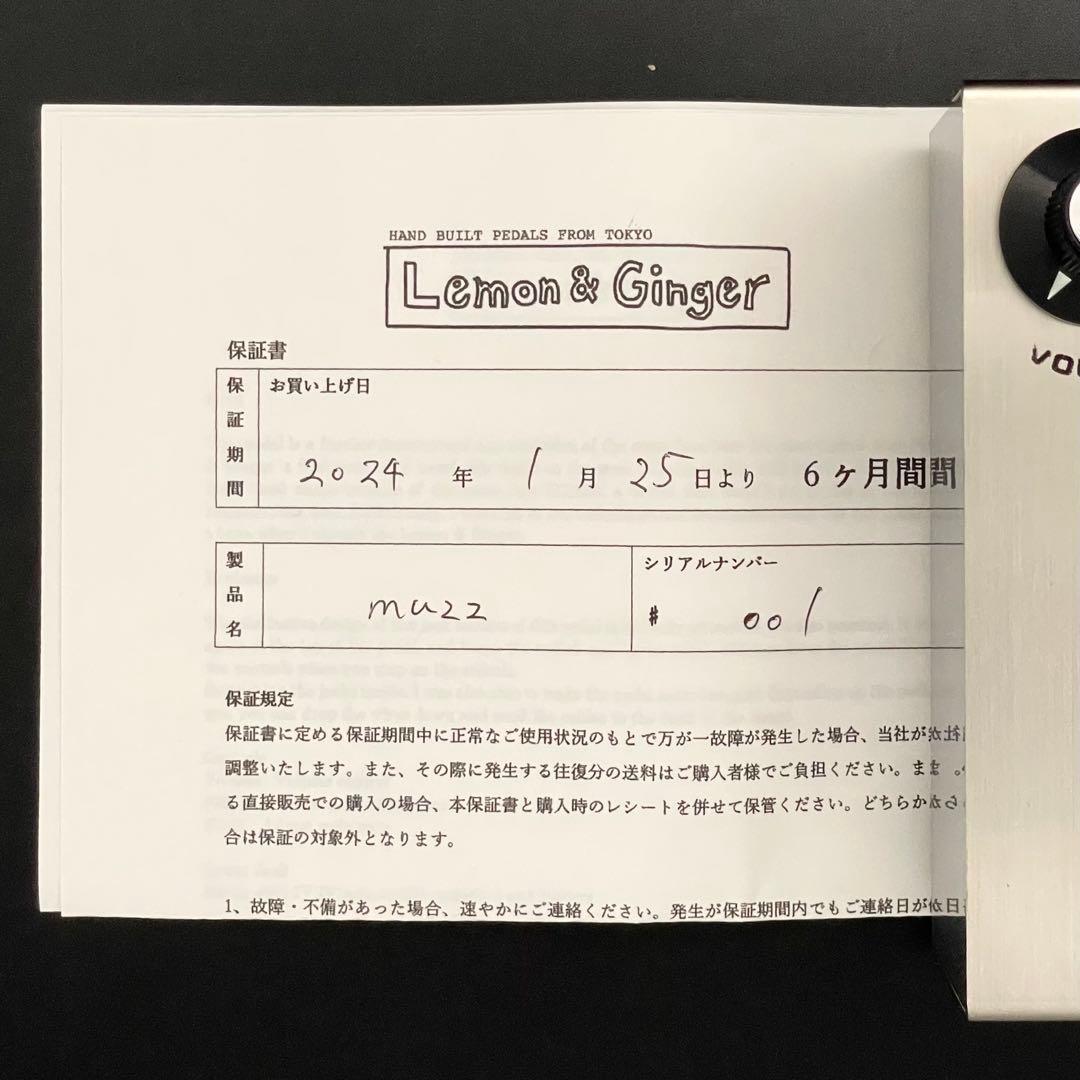 HAND BUILT PEDALS FROM TOKYO
Lemon & Ginger
保証書
保証期間
お買い上げ日
2024 年 1 月 25 日より 6ヶ月間
製品名
muzz
シリアルナンバー
# 001
保証規定
保証書に定める保証期間中に正常なご使用状況のもとで万が一故障が発生した場合、当社が
調整いたします。また、その際に発生する往復分の送料はご購入者様でご負担ください。ま
る直接販売での購入の場合、本保証書と購入時のレシートを併せて保管ください。どちらか
合は保証の対象外となります。
1、故障・不備があった場合、速やかにご連絡ください。発生が保証期間内でもご連絡日が
VOL